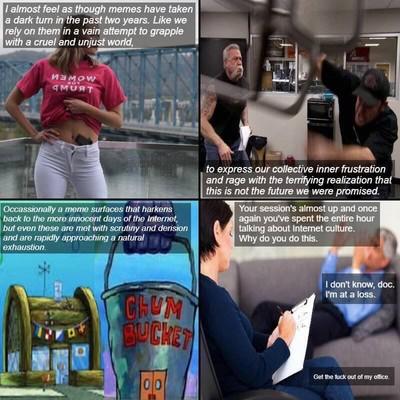 I almost feel as though memes have taken
a dark turn in the past two years. Like we
rely on them in a vain attempt to grapple
with a cruel and unjust world,
WOMEN
FOR
TRUMP
to express our collective inner frustration
and rage with the terrifying realization that
this is not the future we were promised.
Occassionally a meme surfaces that harkens
back to the more innocent days of the Internet,
but even these are met with scrutiny and derision
and are rapidly approaching a natural
exhaustion.
CHUM
BUCKET
Your session's almost up and once
again you've spent the entire hour
talking about Internet culture.
Why do you do this.
I don't know, doc.
I'm at a loss.
Get the fuck out of my office.